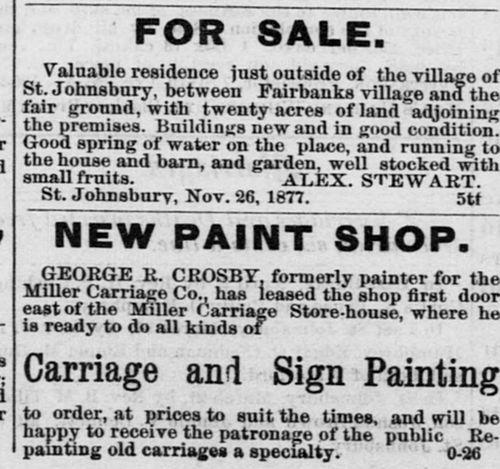 FOR SALE.
Valuable residence just outside of the village of
St. Johnsbury, between Fairbanks village and the
fair ground, with twenty acres of land adjoining
the premises. Buildings new and in good condition.
Good spring of water on the place, and running to
the house and barn, and garden, well stocked with
small fruits. ALEX. STEWART.
St. Johnsbury, Nov. 26, 1877. 5tf
NEW PAINT SHOP.
GEORGE R. CROSBY, formerly painter for the
Miller Carriage Co., has leased the shop first door
east of the Miller Carriage Store-house, where he
is ready to do all kinds of
Carriage and Sign Painting
to order, at prices to suit the times, and will be
happy to receive the patronage of the public Re-
painting old carriages a specialty. 0-26